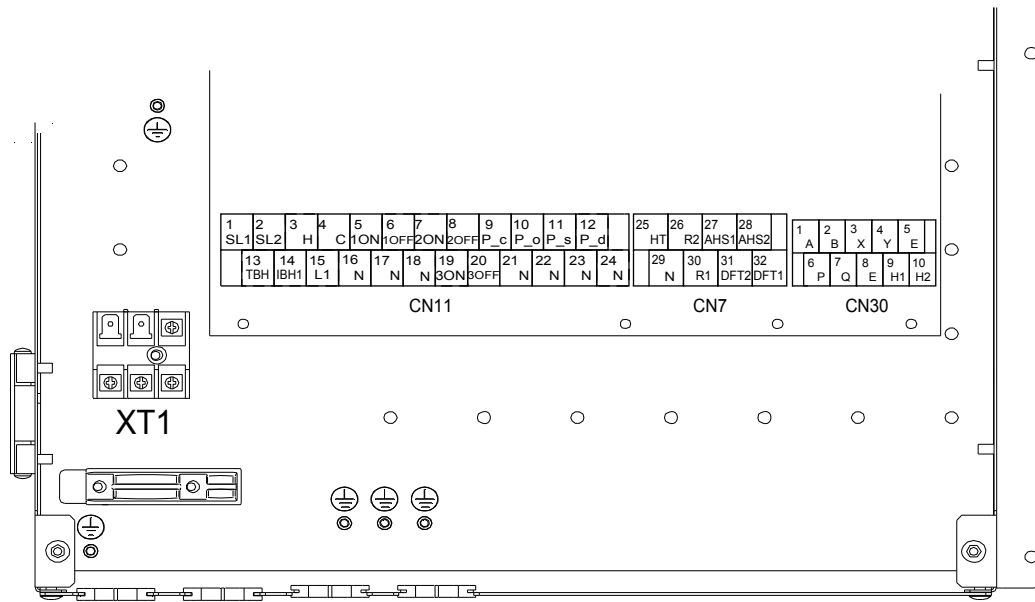 1 2 3 4 5 6 7 8 9 10 11 12
SL1 SL2 H C 1ON 1OFF 2ON 2OFF P_c P_o P_s P_d
13 14 15 16 17 18 19 20 21 22 23 24
TBH IBH1 L1 N N N 3ON 3OFF N N N N
CN11
25 26 27 28
HT R2 AHS1 AHS2
29 30 31 32
N R1 DFT2 DFT1
CN7
1 2 3 4 5
A B X Y E
6 7 8 9 10
P Q E H1 H2
CN30
XT1